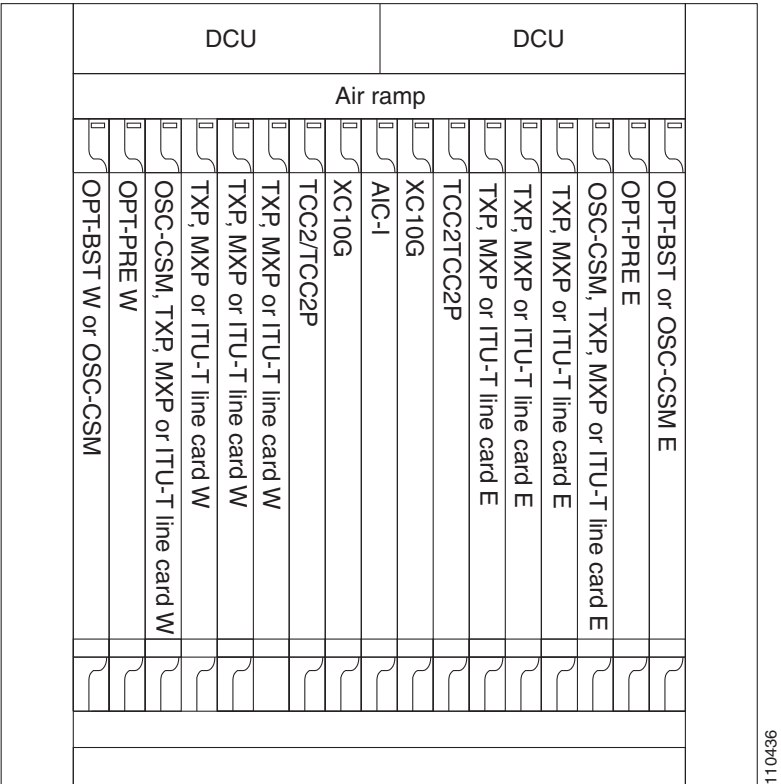 DCU
DCU
Air ramp
OPT-BST W or OSC-CSM
OPT-PRE W
OSC-CSM, TXP, MXP or ITU-T line card W
TXP, MXP or ITU-T line card W
TXP, MXP or ITU-T line card W
TXP, MXP or ITU-T line card W
TCC2/TCC2P
XC10G
AIC-I
XC10G
TCC2TCC2P
TXP, MXP or ITU-T line card E
TXP, MXP or ITU-T line card E
TXP, MXP or ITU-T line card E
OSC-CSM, TXP, MXP or ITU-T line card E
OPT-PRE E
OPT-BST or OSC-CSM E
110436